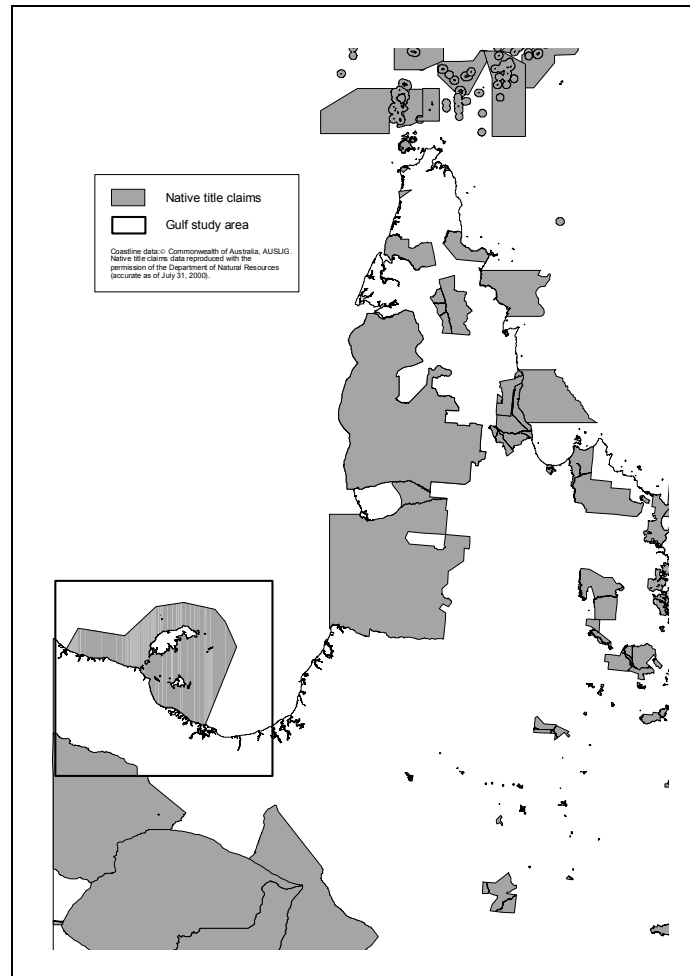 Native title claims
Gulf study area
Coastline data:© Commonwealth of Australia, AUSLIG.
Native title claims data reproduced with the
permission of the Department of Natural Resources
(accurate as of July 31, 2000).